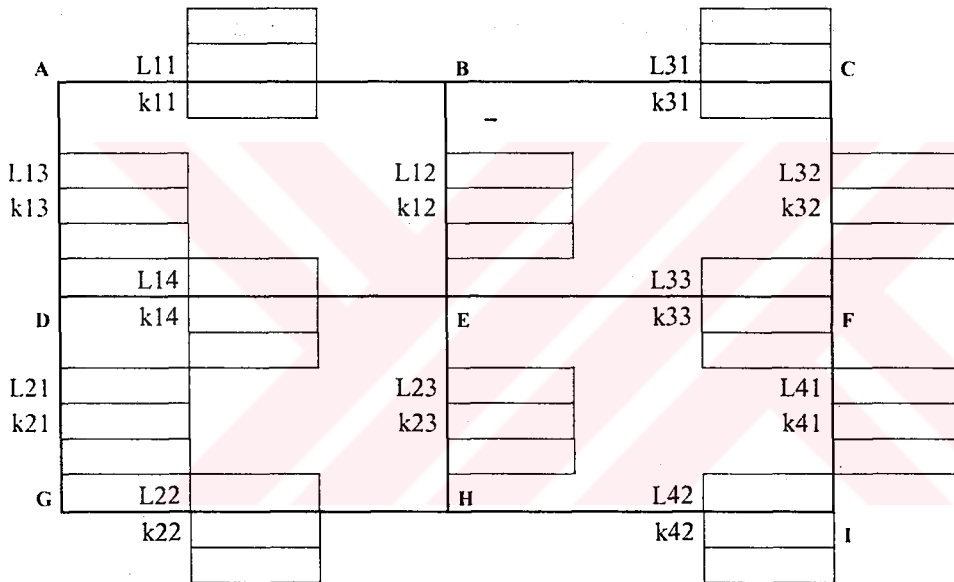 A L11 B L31 C
k11 k31
L13 L12 L32
k13 k12 k32
L14 L33
D k14 E k33 F
L21 L23 L41
k21 k23 k41
G L22 H L42
k22 k42 I